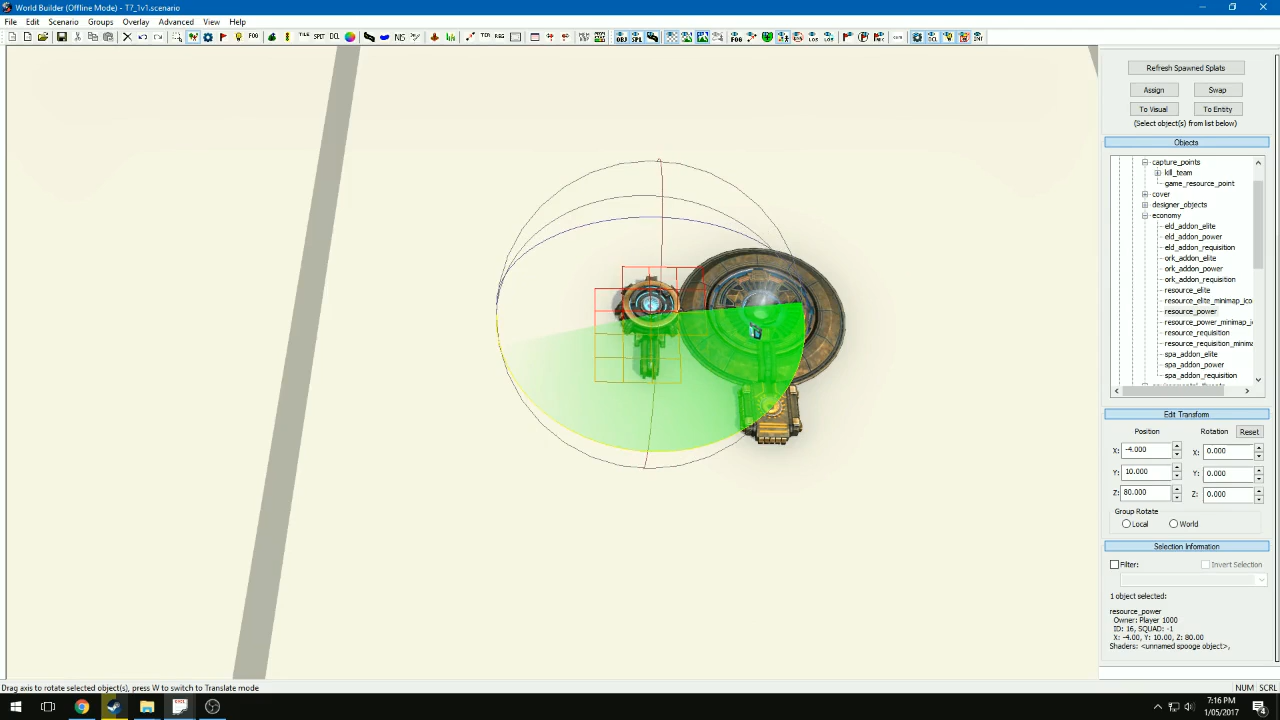 World Builder (Offline Mode) - T7_1v1.scenario
File Edit Scenario Groups Overlay Advanced View Help
Refresh Spawned Splats
Assign Swap
To Visual To Entity
(Select object(s) from list below)
Objects
capture_points
kill_team
game_resource_point
cover
designer_objects
economy
eld_addon_elite
eld_addon_power
eld_addon_requisition
ork_addon_elite
ork_addon_power
ork_addon_requisition
resource_elite
resource_elite_minimap_ico
resource_power
resource_power_minimap_ic
resource_requisition
resource_requisition_minima
spa_addon_elite
spa_addon_power
spa_addon_requisition
Edit Transform
Position Rotation Reset
X: -4.000 X: 0.000
Y: 10.000 Y: 0.000
Z: 80.000 Z: 0.000
Group Rotate
Local World
Selection Information
Filter: Invert Selection
1 object selected:
resource_power
Owner: Player 1000
ID: 16, SQUAD: -1
X: -4.00, Y: 10.00, Z: 80.00
Shaders: <unnamed spooge object>,
Drag axis to rotate selected object(s), press W to switch to Translate mode
NUM SCRL
7:16 PM
1/05/2017